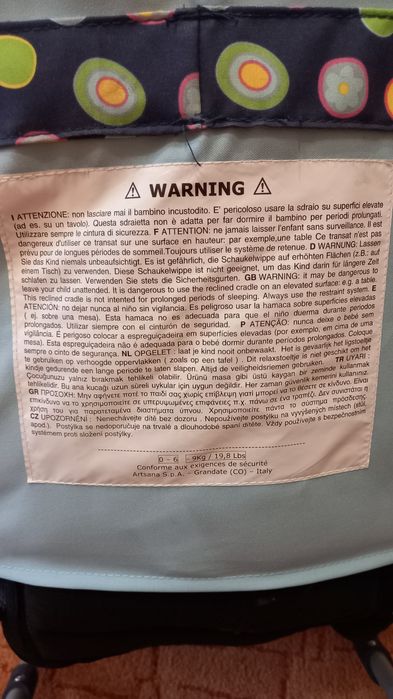 ⚠ WARNING ⚠
I ATTENZIONE: non lasciare mai il bambino incustodito. E' pericoloso usare la sdraio su superfici elevate
(ad es. su un tavolo). Questa sdraietta non è adatta per far dormire il bambino per periodi prolungati.
Utilizzare sempre le cintura di sicurezza. F ATTENTION: ne jamais laisser l'enfant sans surveillance. Il est
dangereux d'utiliser ce transat sur une surface en hauteur: par exemple,une table Ce transat n'est pas
prévu pour de longues périodes de sommeil.Toujours utiliser le système de retenue. D WARNUNG: Lassen
Sie das Kind niemals unbeaufsichtigt. Es ist gefährlich, die Schaukelwippe auf erhöhten Flächen (z.B.: auf
einem Tisch) zu verwenden. Diese Schaukelwippe ist nicht geeignet, um das Kind darin für längere Zeit
schlafen zu lassen. Verwenden Sie stets die Sicherheitsgurten. GB WARNING: it may be dangerous to
leave your child unattended. It is dangerous to use the reclined cradle on an elevated surface: e.g. a table.
This reclined cradle is not intended for prolonged periods of sleeping. Always use the restraint system. E
ATENCIÓN: no dejar nunca al niño sin vigilancia. Es peligroso usar la hamaca sobre superficies elevadas
( ej. sobre una mesa). Esta hamaca no es adecuada para que el niño duerma durante periodos
prolongados. Utilizar siempre con el cinturón de seguridad. P ATENÇÃO: nunca deixe o bebé sem
vigilância. É perigoso colocar a espreguiçadeira em superfícies elevadas (por exemplo, em cima de uma
mesa). Esta espreguiçadeira não é adequada para o bebé dormir durante períodos prolongados. Coloque
sempre o cinto de segurança. NL OPGELET : laat je kind nooit onbewaakt. Het is gevaarlijk het ligstoeltje
te gebruiken op verhoogde oppervlakken ( zoals op een tafel) . Dit relaxstoeltje is niet geschikt om het
kindje gedurende een lange periode te laten slapen. Altijd de veiligheidsriemen gebruiken. TR UYARI :
Çocuğunuzu yalnız bırakmak tehlikeli olabilir. Ürünü masa gibi üstü kaygan bir zeminde kullanmak
tehlikelidir. Bu ana kucağı uzun süreli uykular için uygun değildir. Her zaman güvenlik kemerini kullanınız.
GR ΠΡΟΣΟΧΗ: Μην αφήνετε ποτέ το παιδί σας χωρίς επίβλεψη γιατί μπορεί να το θέσετε σε κίνδυνο. Είναι
επικίνδυνο να το χρησιμοποιείτε σε υπερυψωμένες επιφάνειες π.χ. πάνω σε ένα τραπέζι. Δεν συνιστάται η
χρήση του για παρατεταμένα διαστήματα ύπνου. Χρησιμοποιείτε πάντα το σύστημα πρόσδεσης
CZ UPOZORNĚNÍ : Nenechávejte dítě bez dozoru . Nepoužívejte postýlku na vyvýšených místech (stůl
apod.). Postýlka se nedoporučuje na trvalé a dlouhodobé spaní dítěte. Vždy používejte s bezpečnostním
systémem proti složení postýlky.
0 - 6 - 9Kg / 19,8 Lbs
Conforme aux exigences de sécurité
Artsana S.p.A. - Grandate (CO) - Italy